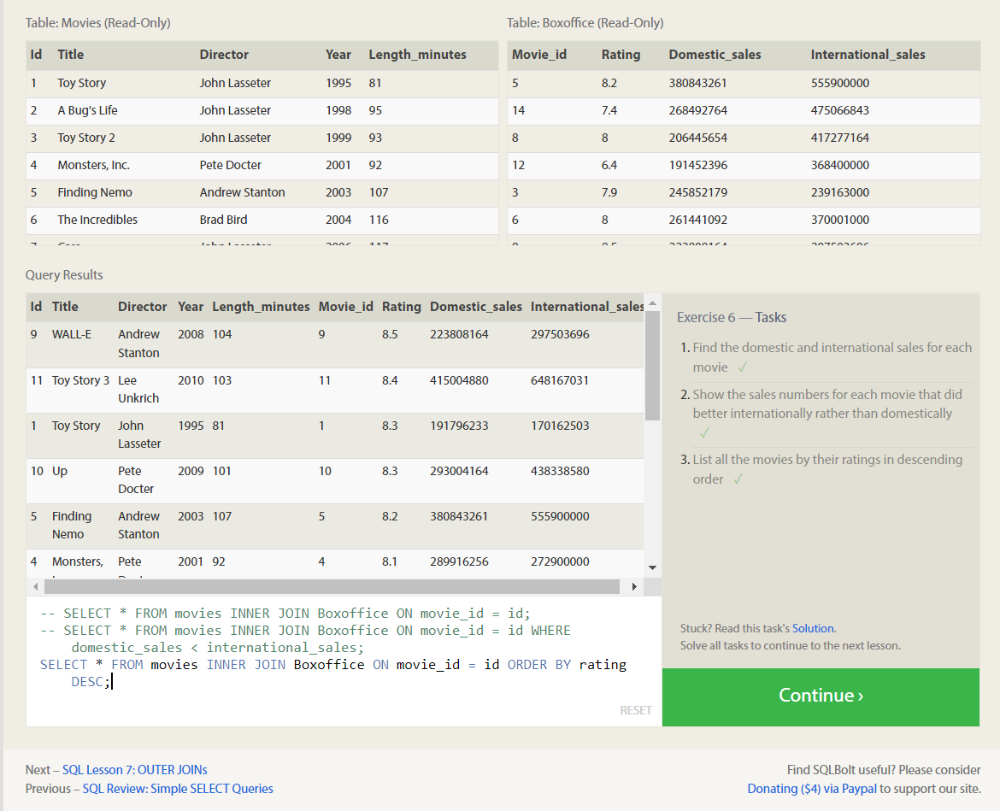 Table: Movies (Read-Only)
Id Title Director Year Length_minutes
1 Toy Story John Lasseter 1995 81
2 A Bug's Life John Lasseter 1998 95
3 Toy Story 2 John Lasseter 1999 93
4 Monsters, Inc. Pete Docter 2001 92
5 Finding Nemo Andrew Stanton 2003 107
6 The Incredibles Brad Bird 2004 116
Table: Boxoffice (Read-Only)
Movie_id Rating Domestic_sales International_sales
5 8.2 380843261 555900000
14 7.4 268492764 475066843
8 8 206445654 417277164
12 6.4 191452396 368400000
3 7.9 245852179 239163000
6 8 261441092 370001000
Query Results
Id Title Director Year Length_minutes Movie_id Rating Domestic_sales International_sales
9 WALL-E Andrew 2008 104 9 8.5 223808164 297503696
Stanton
11 Toy Story 3 Lee 2010 103 11 8.4 415004880 648167031
Unkrich
1 Toy Story John 1995 81 1 8.3 191796233 170162503
Lasseter
10 Up Pete 2009 101 10 8.3 293004164 438338580
Docter
5 Finding Andrew 2003 107 5 8.2 380843261 555900000
Nemo Stanton
4 Monsters, Pete 2001 92 4 8.1 289916256 272900000
-- SELECT * FROM movies INNER JOIN Boxoffice ON movie_id = id;
-- SELECT * FROM movies INNER JOIN Boxoffice ON movie_id = id WHERE
domestic_sales < international_sales;
SELECT * FROM movies INNER JOIN Boxoffice ON movie_id = id ORDER BY rating
DESC;
RESET
Exercise 6 — Tasks
1. Find the domestic and international sales for each
movie ✓
2. Show the sales numbers for each movie that did
better internationally rather than domestically
✓
3. List all the movies by their ratings in descending
order ✓
Stuck? Read this task's Solution.
Solve all tasks to continue to the next lesson.
Continue ›
Next – SQL Lesson 7: OUTER JOINs
Previous – SQL Review: Simple SELECT Queries
Find SQLBolt useful? Please consider
Donating ($4) via Paypal to support our site.